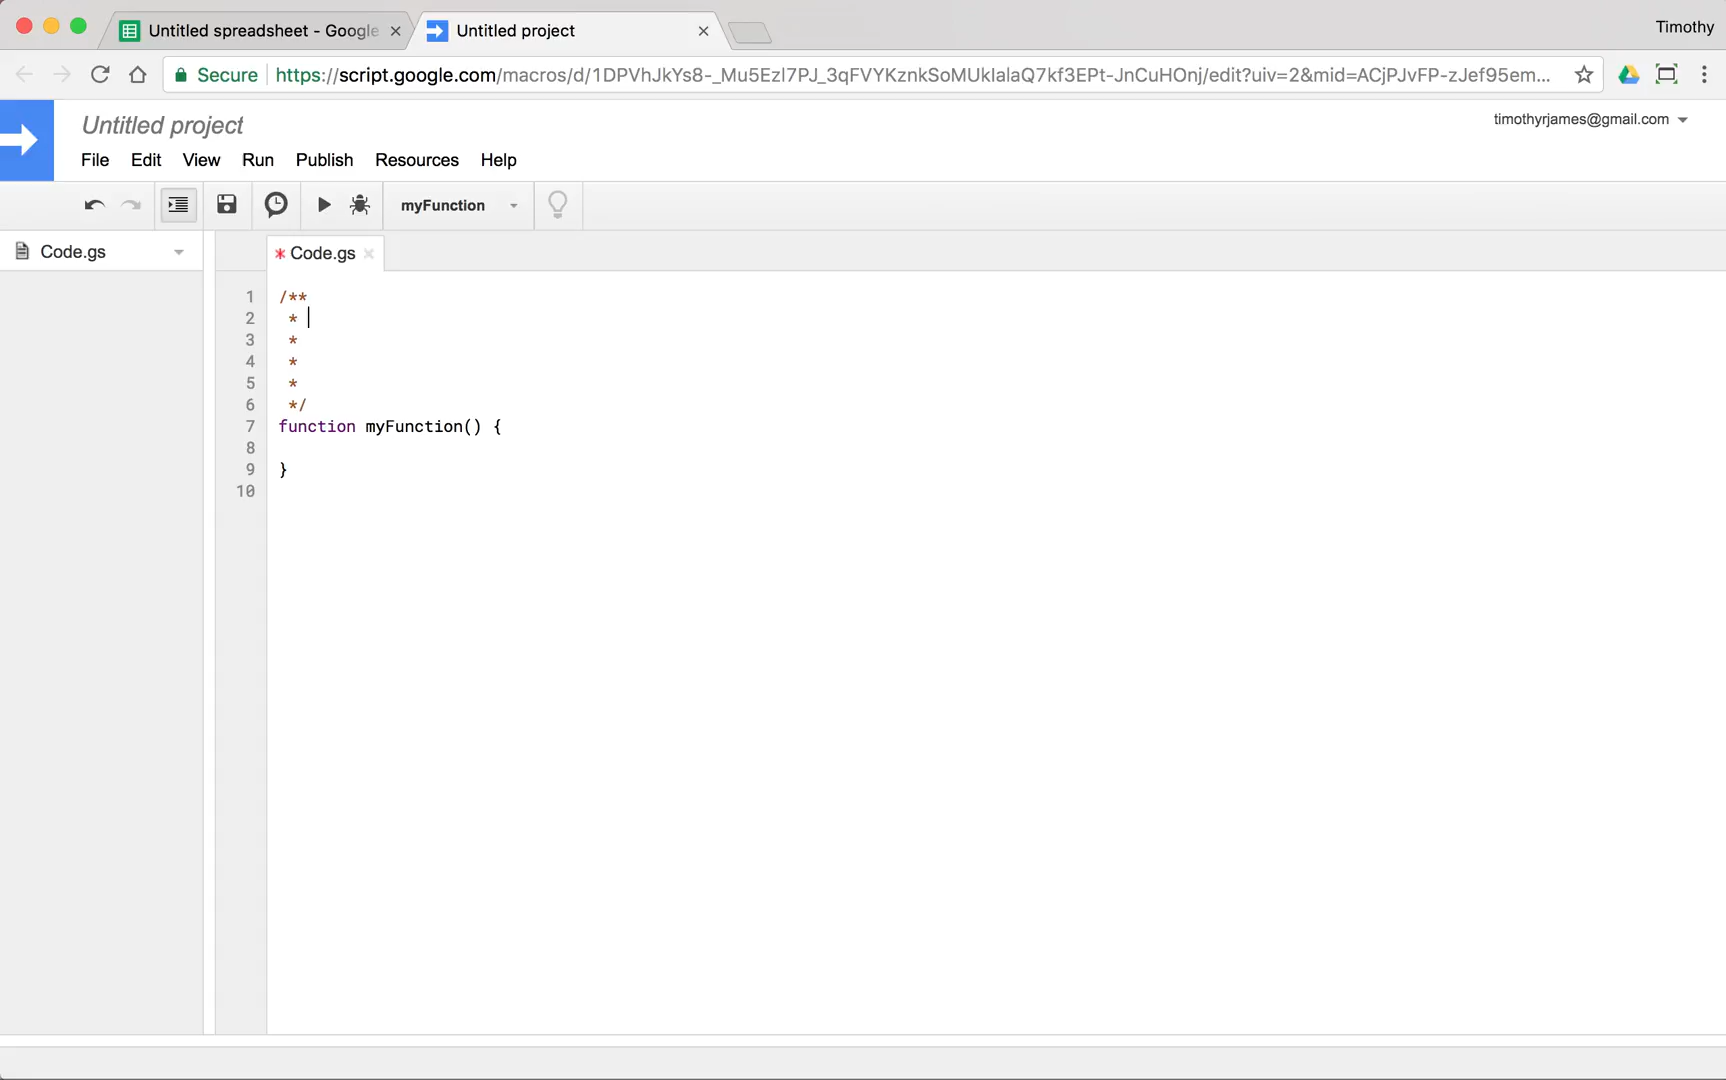 Untitled spreadsheet - Google
Untitled project
Timothy
Secure
https://script.google.com/macros/d/1DPVhJkYs8-_Mu5Ezl7PJ_3qFVYKznkSoMUklalaQ7kf3EPt-JnCuHOnj/edit?uiv=2&mid=ACjPJvFP-zJef95em...
Untitled project
timothyrjames@gmail.com
File Edit View Run Publish Resources Help
myFunction
Code.gs
* Code.gs
1 /**
2 *
3 *
4 *
5 *
6 */
7 function myFunction() {
8
9 }
10